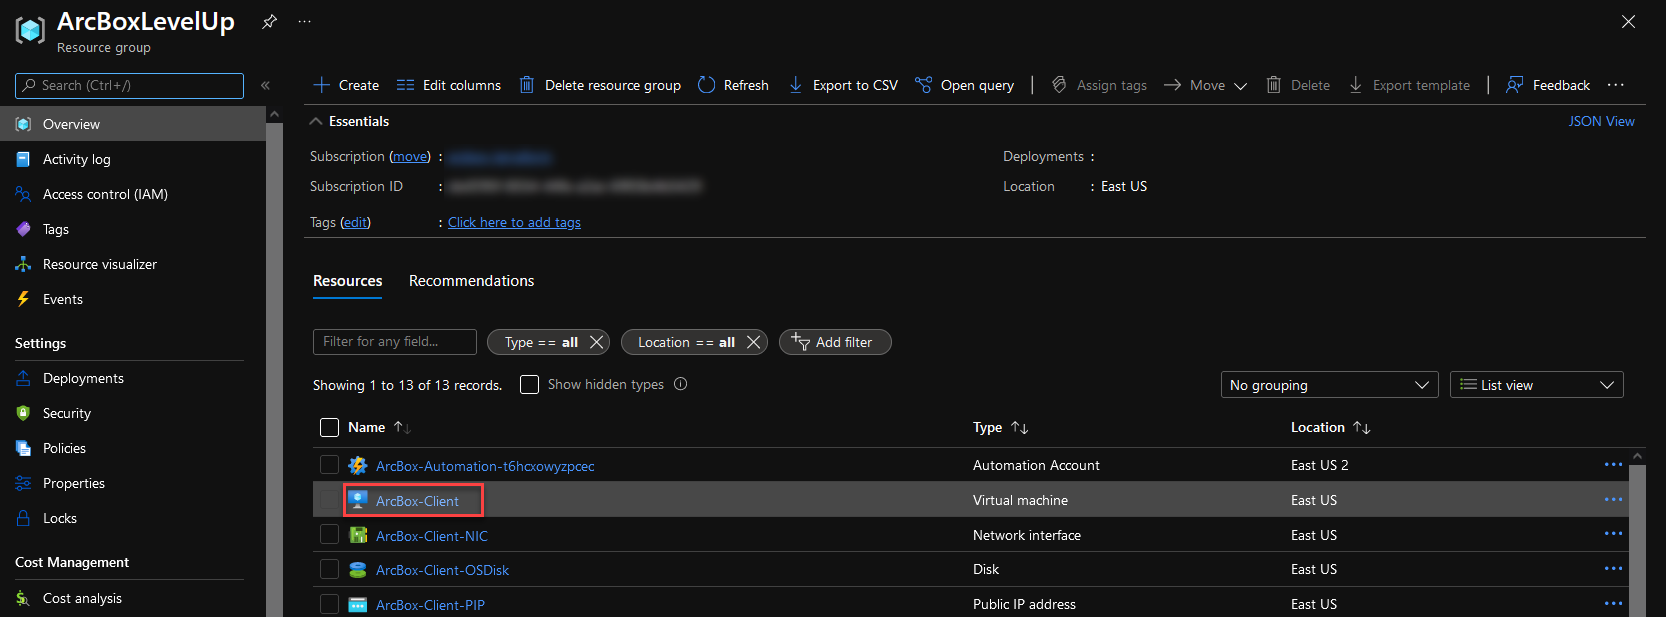 ArcBoxLevelUp
Resource group
Search (Ctrl+/)
Overview
Activity log
Access control (IAM)
Tags
Resource visualizer
Events
Settings
Deployments
Security
Policies
Properties
Locks
Cost Management
Cost analysis
Create Edit columns Delete resource group Refresh Export to CSV Open query Assign tags Move Delete Export template Feedback
Essentials JSON View
Subscription (move) : Deployments :
Subscription ID : Location : East US
Tags (edit) : Click here to add tags
Resources Recommendations
Filter for any field... Type == all Location == all Add filter
Showing 1 to 13 of 13 records. Show hidden types No grouping List view
Name Type Location
ArcBox-Automation-t6hcxowyzpcec Automation Account East US 2
ArcBox-Client Virtual machine East US
ArcBox-Client-NIC Network interface East US
ArcBox-Client-OSDisk Disk East US
ArcBox-Client-PIP Public IP address East US